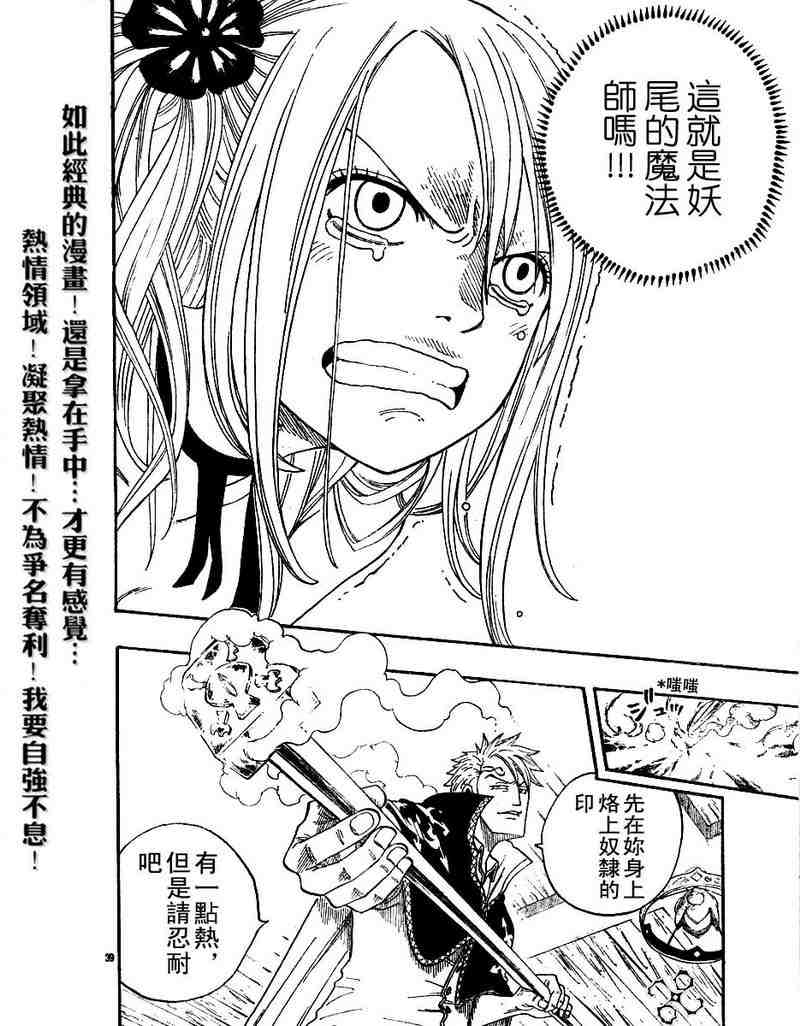 這就是妖
尾的魔法
師嗎!!!
如此經典的漫畫！還是拿在手中…才更有感覺…
熱情領域！凝聚熱情！不為爭名奪利！我要自強不息！
*嗤嗤
ジュッ
先在妳身上
烙上奴隸的
印
有一點熱，
但是請忍耐
吧
39